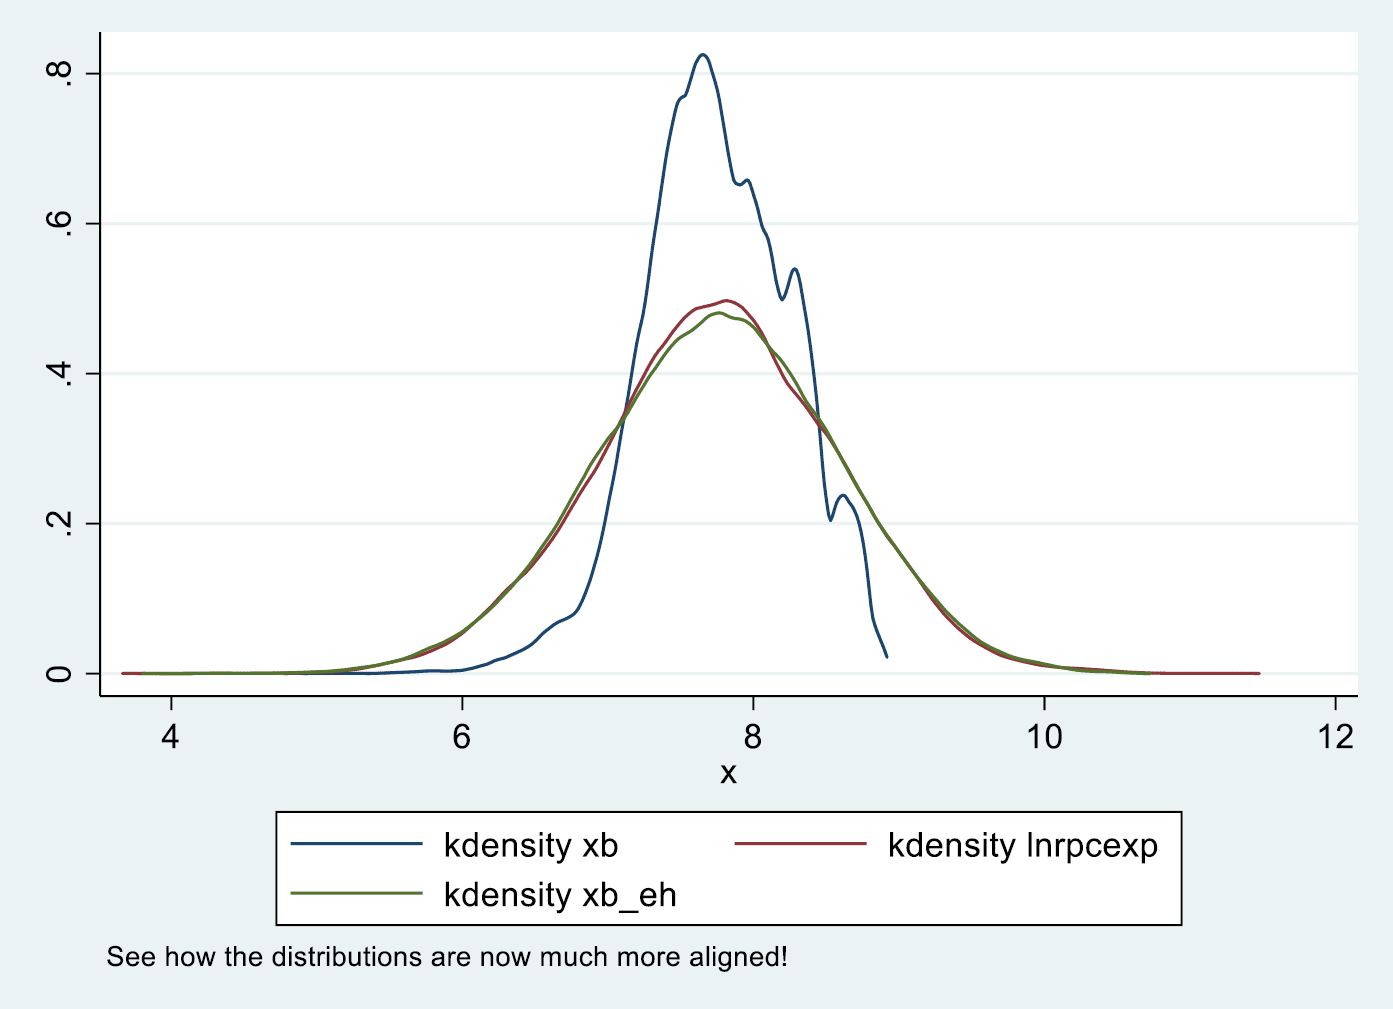 .8
.6
.4
.2
0
4 6 8 10 12
x
kdensity xb kdensity lnrpcexp
kdensity xb_eh
See how the distributions are now much more aligned!